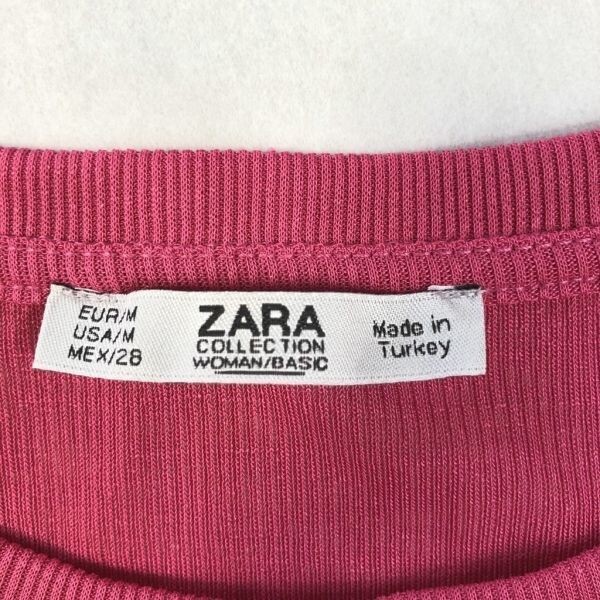 EUR/M
USA/M
MEX/28
ZARA
COLLECTION
WOMAN/BASIC
Made in
Turkey